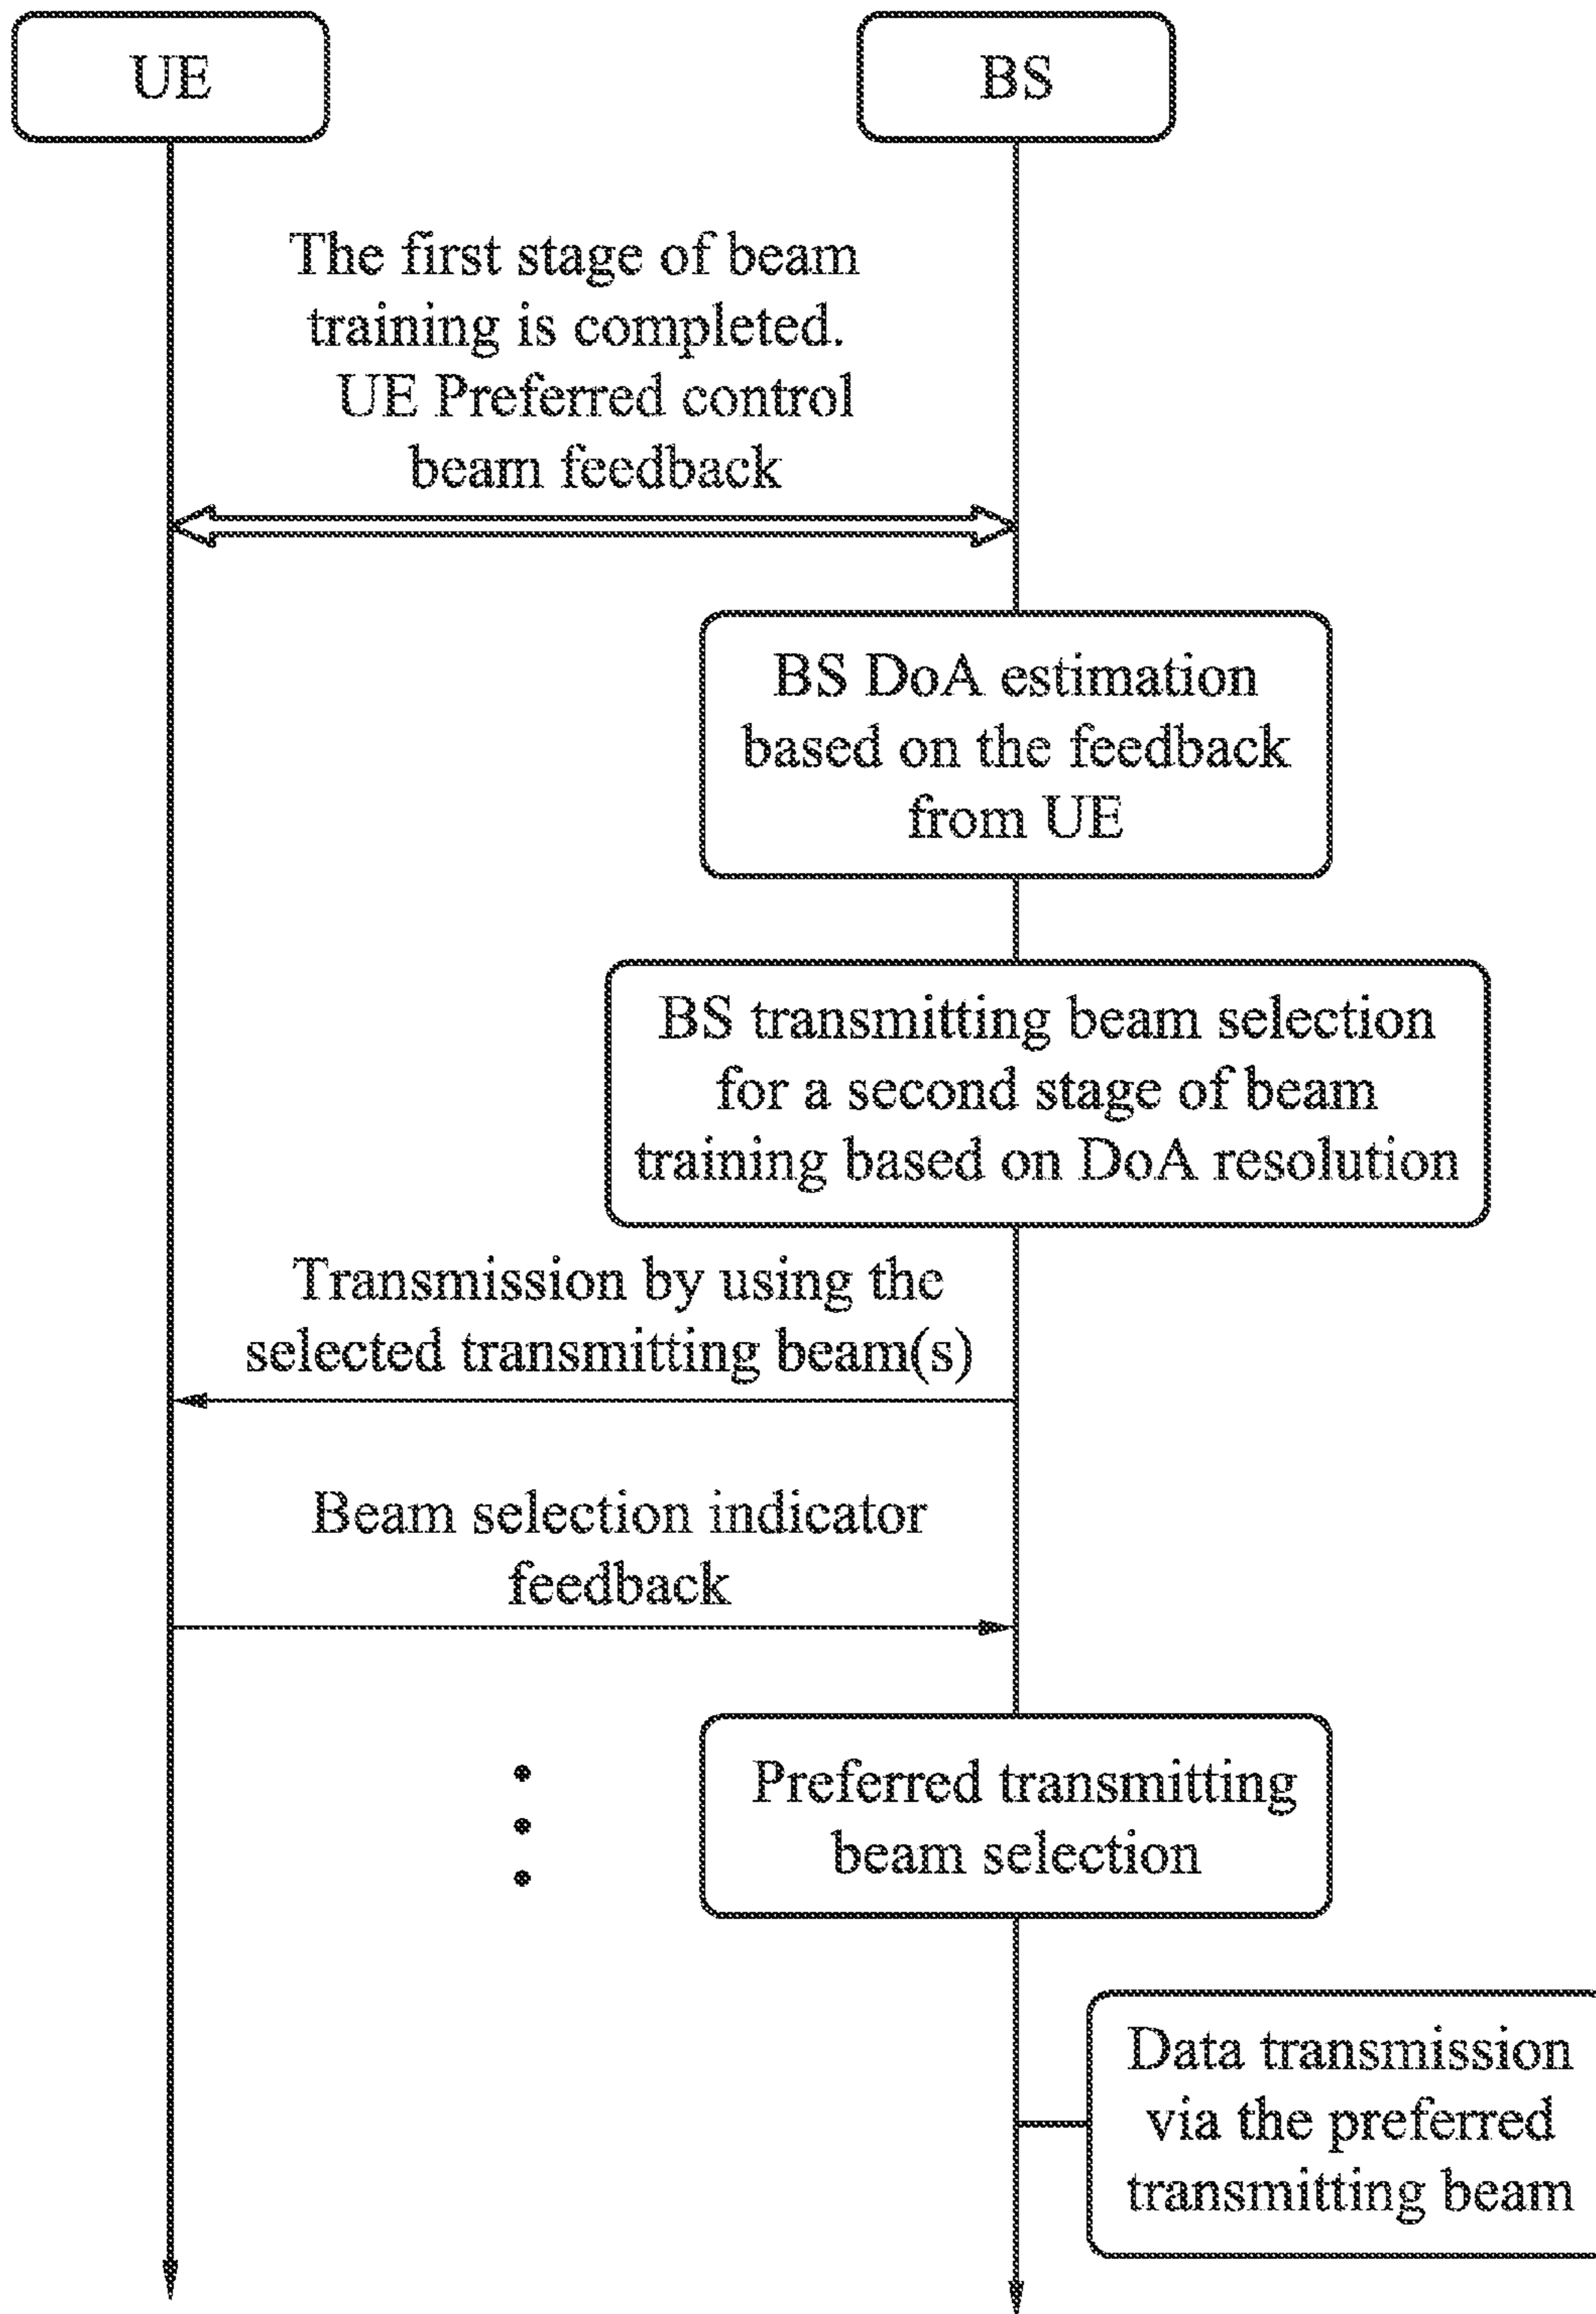 UE
BS
The first stage of beam
training is completed.
UE Preferred control
beam feedback
BS DoA estimation
based on the feedback
from UE
BS transmitting beam selection
for a second stage of beam
training based on DoA resolution
Transmission by using the
selected transmitting beam(s)
Beam selection indicator
feedback
Preferred transmitting
beam selection
Data transmission
via the preferred
transmitting beam